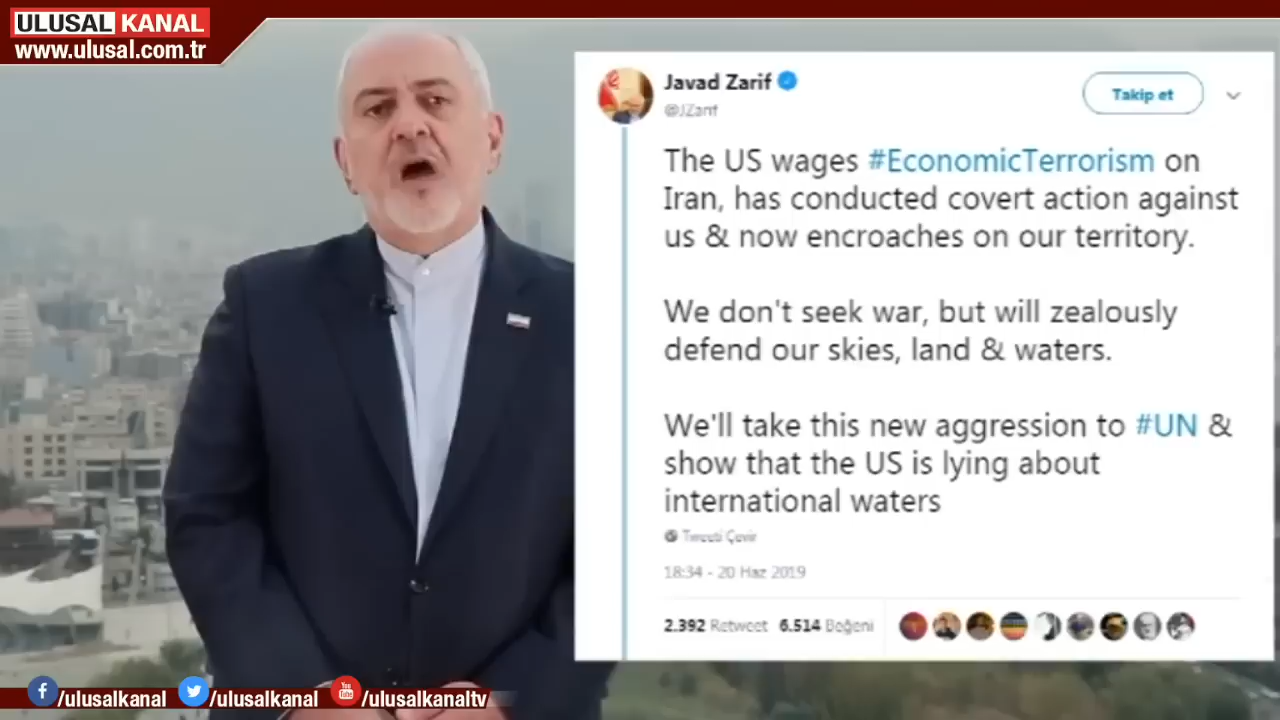 ULUSAL KANAL
www.ulusal.com.tr
Javad Zarif
@JZarif
Takip et
The US wages #EconomicTerrorism on
Iran, has conducted covert action against
us & now encroaches on our territory.
We don't seek war, but will zealously
defend our skies, land & waters.
We'll take this new aggression to #UN &
show that the US is lying about
international waters
Tweeti Çevir
18:34 - 20 Haz 2019
2.392 Retweet 6.514 Beğeni
/ulusalkanal /ulusalkanal You Tube /ulusalkanaltv